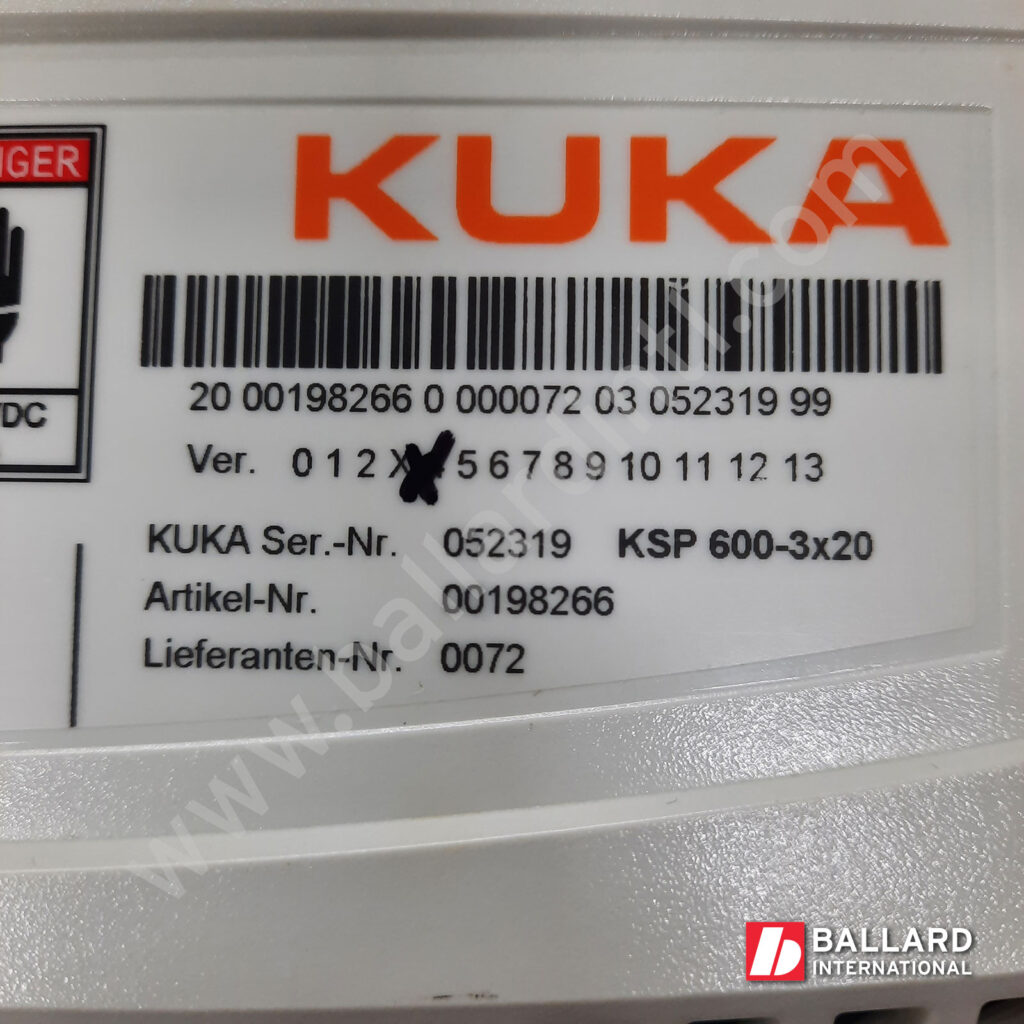 NGER
KUKA
VDC
20 00198266 0 000072 03 052319 99
Ver. 0 1 2 X 5 6 7 8 9 10 11 12 13
KUKA Ser.-Nr. 052319 KSP 600-3x20
Artikel-Nr. 00198266
Lieferanten-Nr. 0072
www.ballardintl.com
BALLARD
INTERNATIONAL